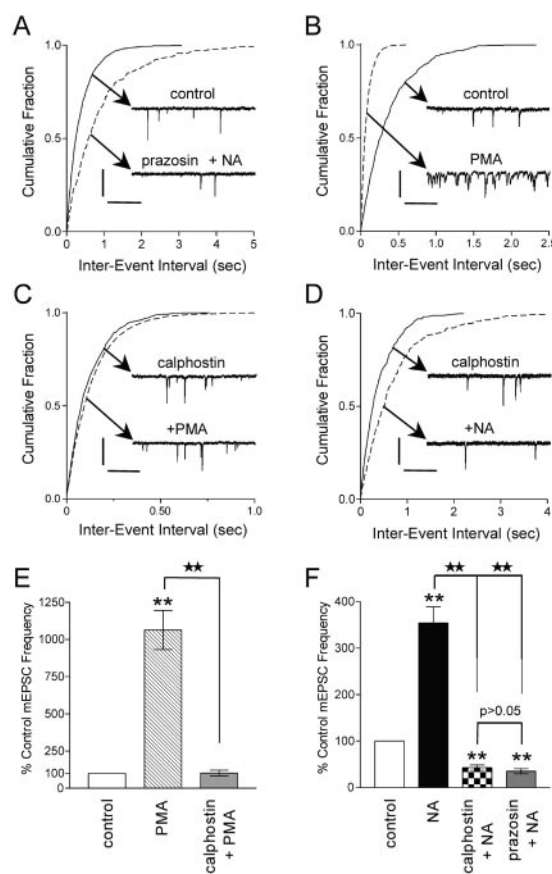 A
Cumulative Fraction
1.0
0.5
0.0
control
prazosin + NA
0 1 2 3 4 5
Inter-Event Interval (sec)
B
Cumulative Fraction
1.0
0.5
0.0
control
PMA
0.0 0.5 1.0 1.5 2.0 2.5
Inter-Event Interval (sec)
C
Cumulative Fraction
1.0
0.5
0.0
calphostin
+PMA
0 0.25 0.50 0.75 1.0
Inter-Event Interval (sec)
D
Cumulative Fraction
1.0
0.5
0.0
calphostin
+NA
0 1 2 3 4
Inter-Event Interval (sec)
E
% Control mEPSC Frequency
1250
1000
750
500
250
100
0
★★
**
control
PMA
calphostin
+ PMA
F
% Control mEPSC Frequency
400
300
200
100
0
★★ ★★
**
p>0.05
** **
control
NA
calphostin
+ NA
prazosin
+ NA